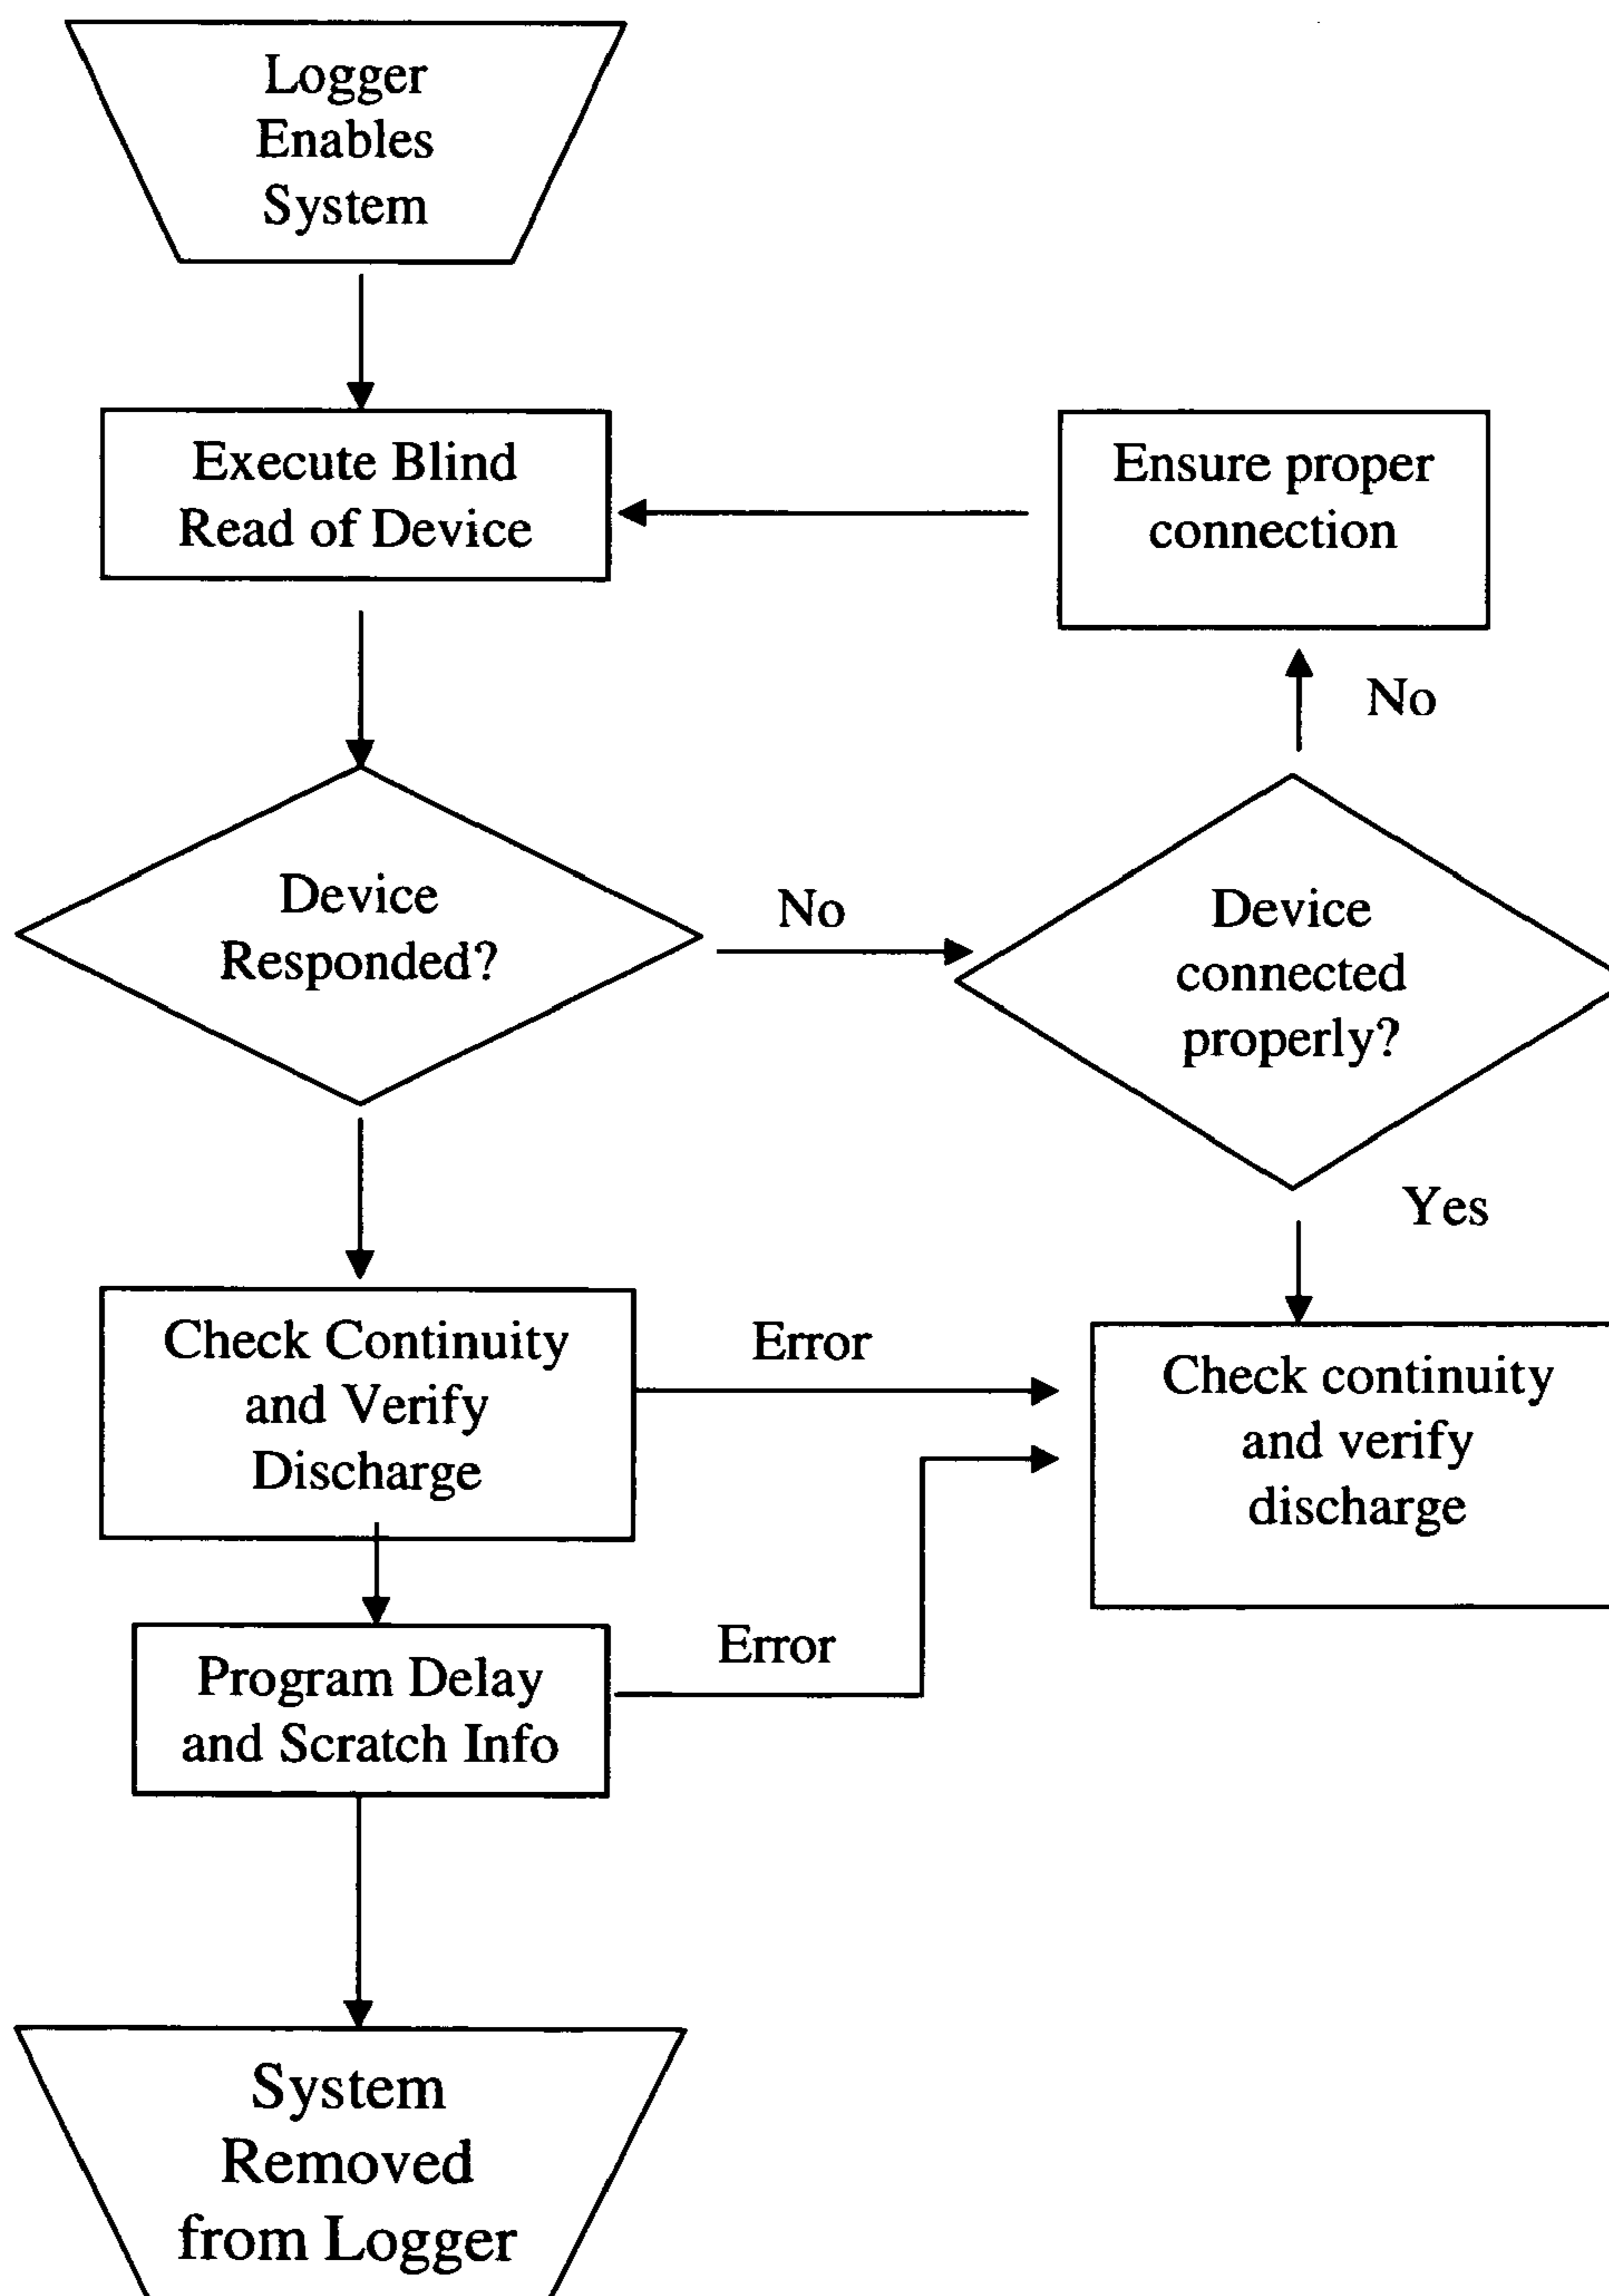 Logger
Enables
System
Execute Blind
Read of Device
Ensure proper
connection
No
Device
Responded?
No
Device
connected
properly?
Yes
Check Continuity
and Verify
Discharge
Error
Check continuity
and verify
discharge
Program Delay
and Scratch Info
Error
System
Removed
from Logger